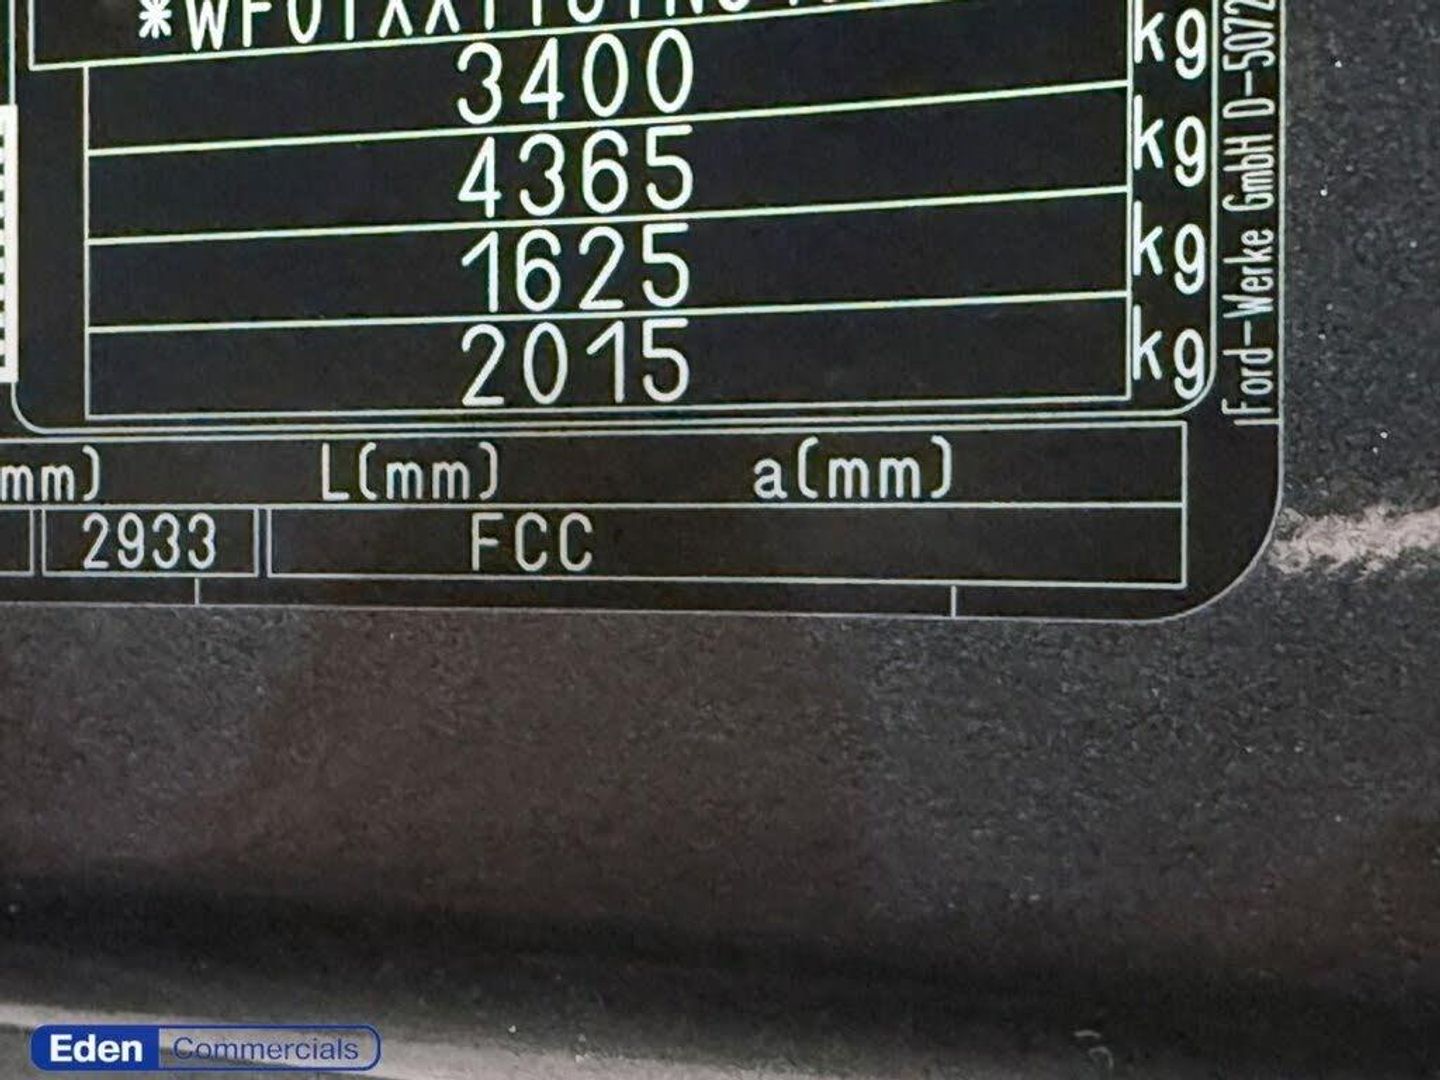 3400 kg
4365 kg
1625 kg
2015 kg
Ford-Werke GmbH D-5072
mm) L(mm) a(mm)
2933 FCC
Eden Commercials